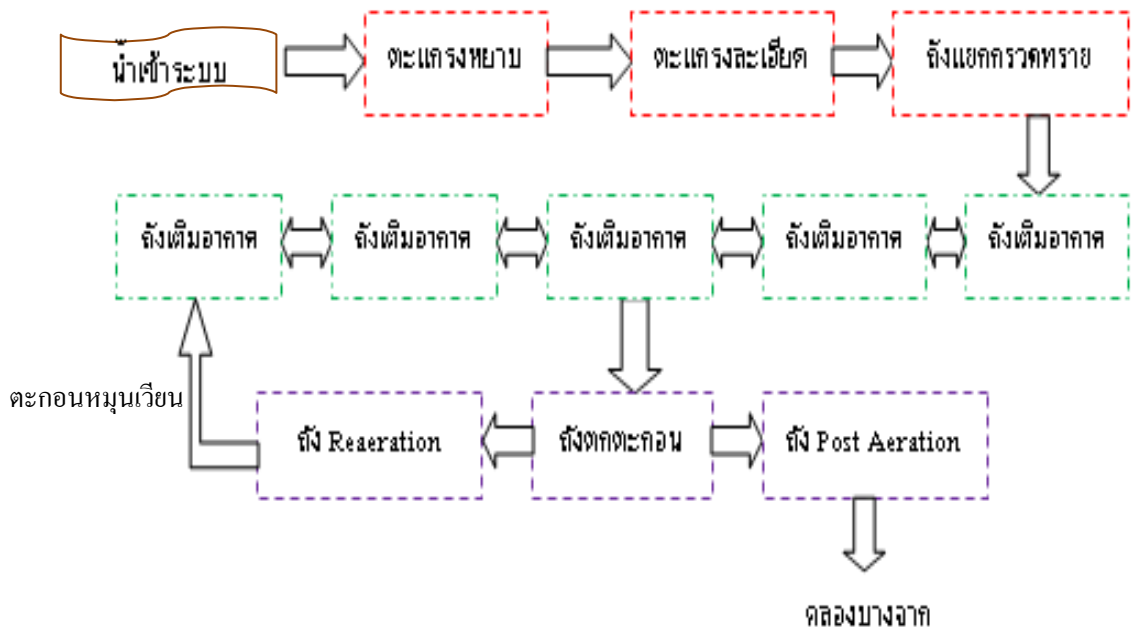 น้ำเข้าระบบ
ตะแกรงหยาบ
ตะแกรงละเอียด
ถังแยกกรวดทราย
ถังเติมอากาศ
ถังเติมอากาศ
ถังเติมอากาศ
ถังเติมอากาศ
ถังเติมอากาศ
ตะกอนหมุนเวียน
ถัง Reaeration
ถังตกตะกอน
ถัง Post Aeration
คลองบางจาก